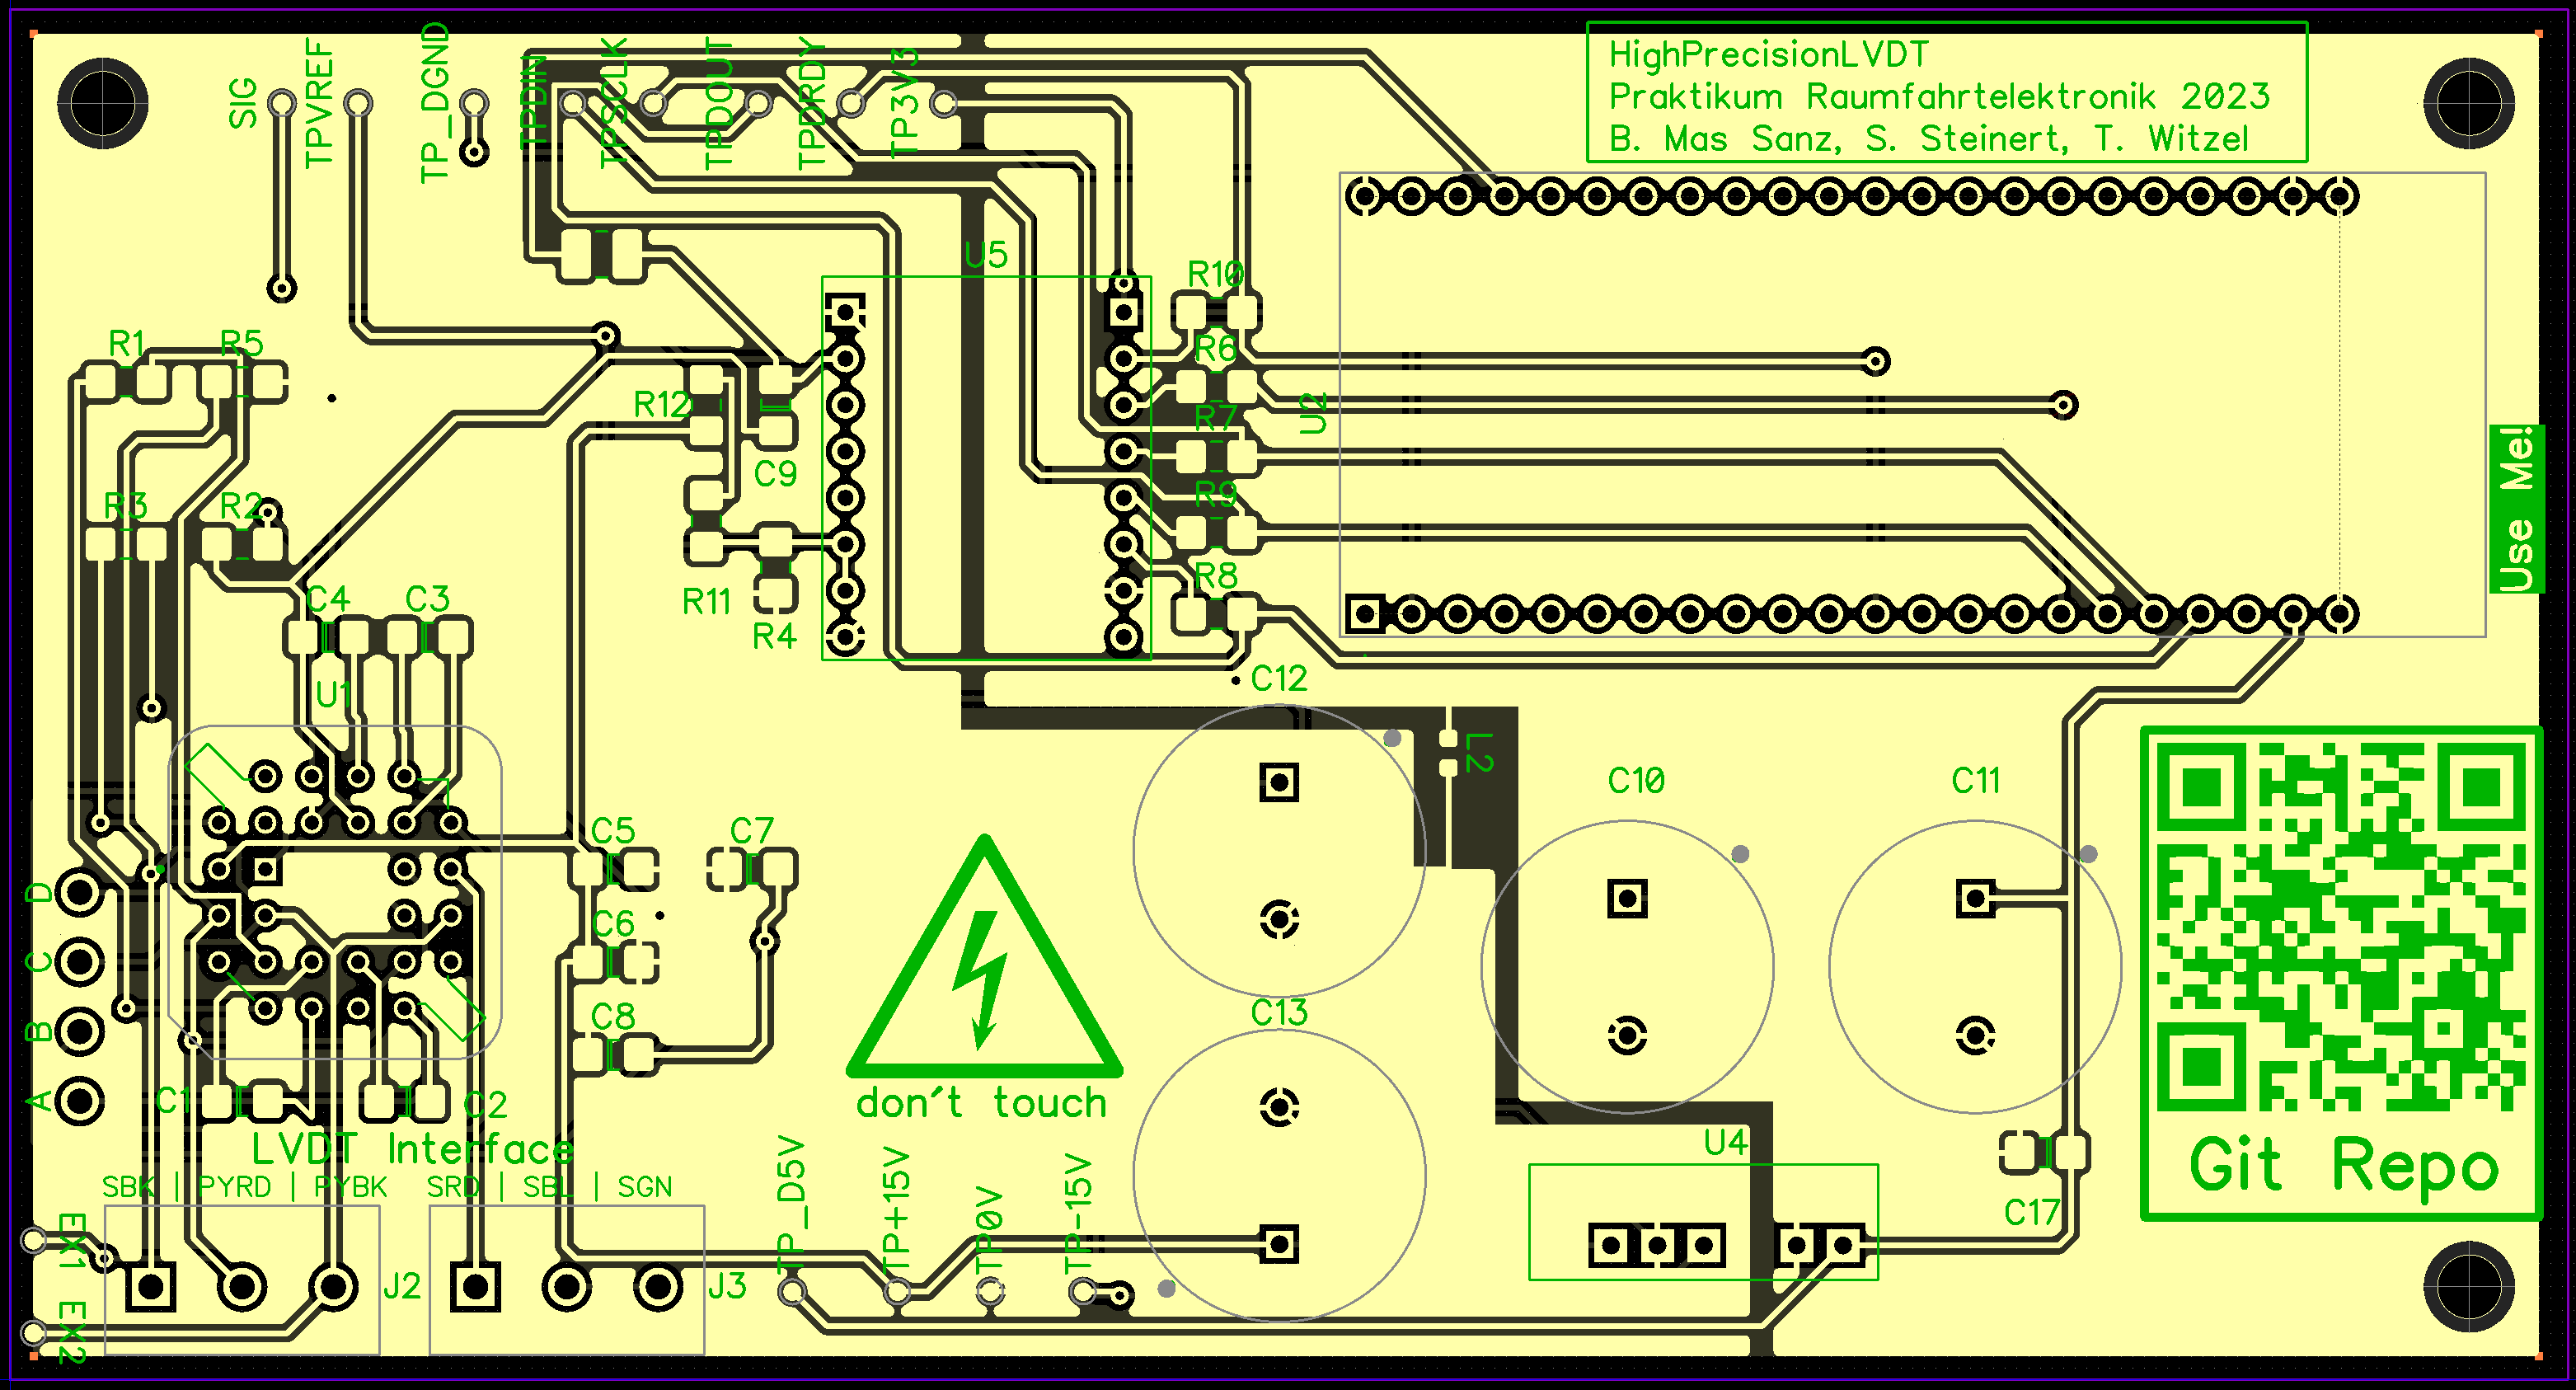 HighPrecisionLVDT
Praktikum Raumfahrtelektronik 2023
B. Mas Sanz, S. Steinert, T. Witzel
SIG
TPVREF
TP_DGND
TPDIN
TPSCLK
TPDOUT
TPDRDY
TP3V3
U5
R10
R1
R5
R6
R12
R7
U2
C9
R3
R2
R9
Use Me!
R8
C4
C3
R11
R4
U1
C12
L2
C10
C11
C5
C7
D
C6
C
C8
C13
B
A
C1
C2
don't touch
LVDT Interface
U4
Git Repo
SBK | PYRD | PYBK
SRD | SBL | SGN
TP_D5V
TP+15V
TP0V
TP-15V
C17
EX1
J2
J3
EX2